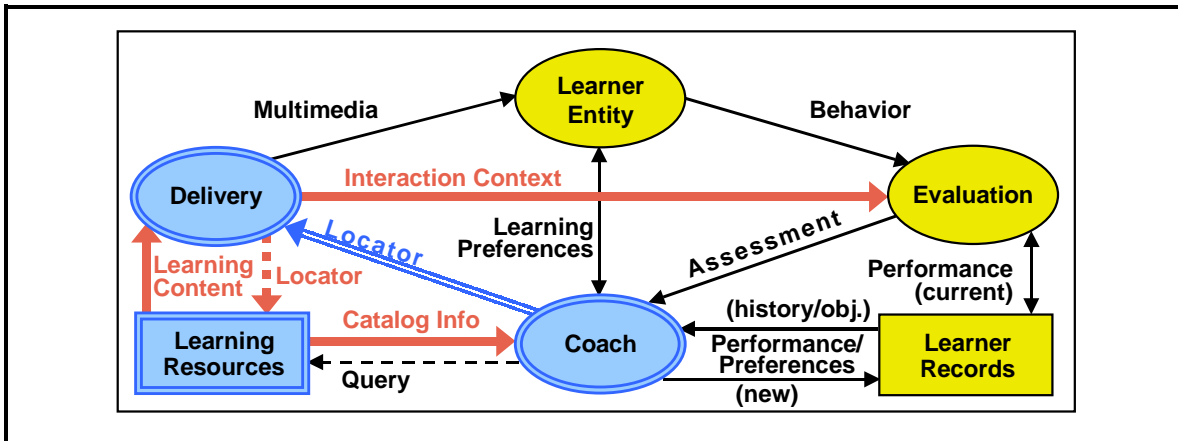 Learner
Entity
Multimedia
Behavior
Delivery
Interaction Context
Evaluation
Locator
Learning
Preferences
Assessment
Learning
Content
Locator
Performance
(current)
Catalog Info
(history/obj.)
Learning
Resources
Coach
Performance/
Preferences
Learner
Records
Query
(new)